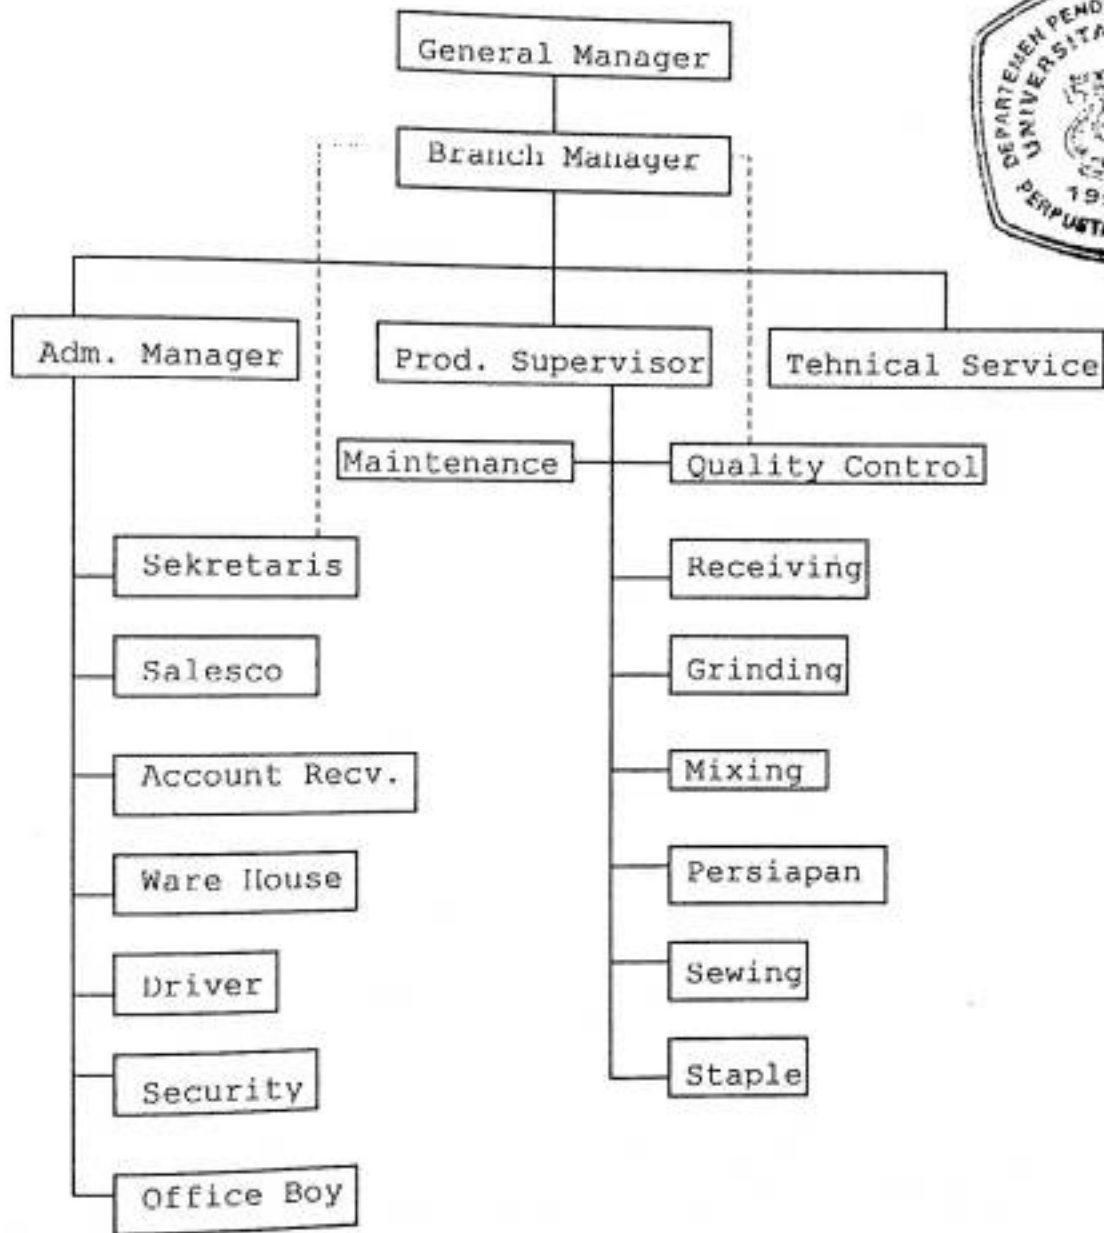 General Manager
Branch Manager
Adm. Manager
Prod. Supervisor
Tehnical Service
Maintenance
Quality Control
Sekretaris
Receiving
Salesco
Grinding
Account Recv.
Mixing
Ware House
Persiapan
Driver
Sewing
Security
Staple
Office Boy
DEPARTEMEN